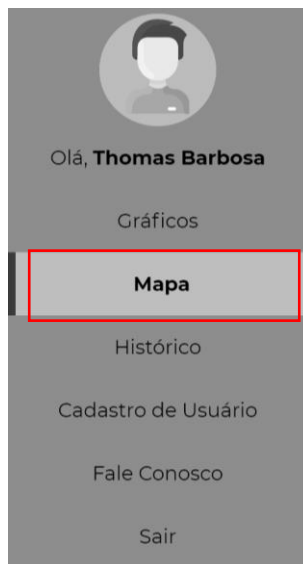 Olá, Thomas Barbosa
Gráficos
Mapa
Histórico
Cadastro de Usuário
Fale Conosco
Sair